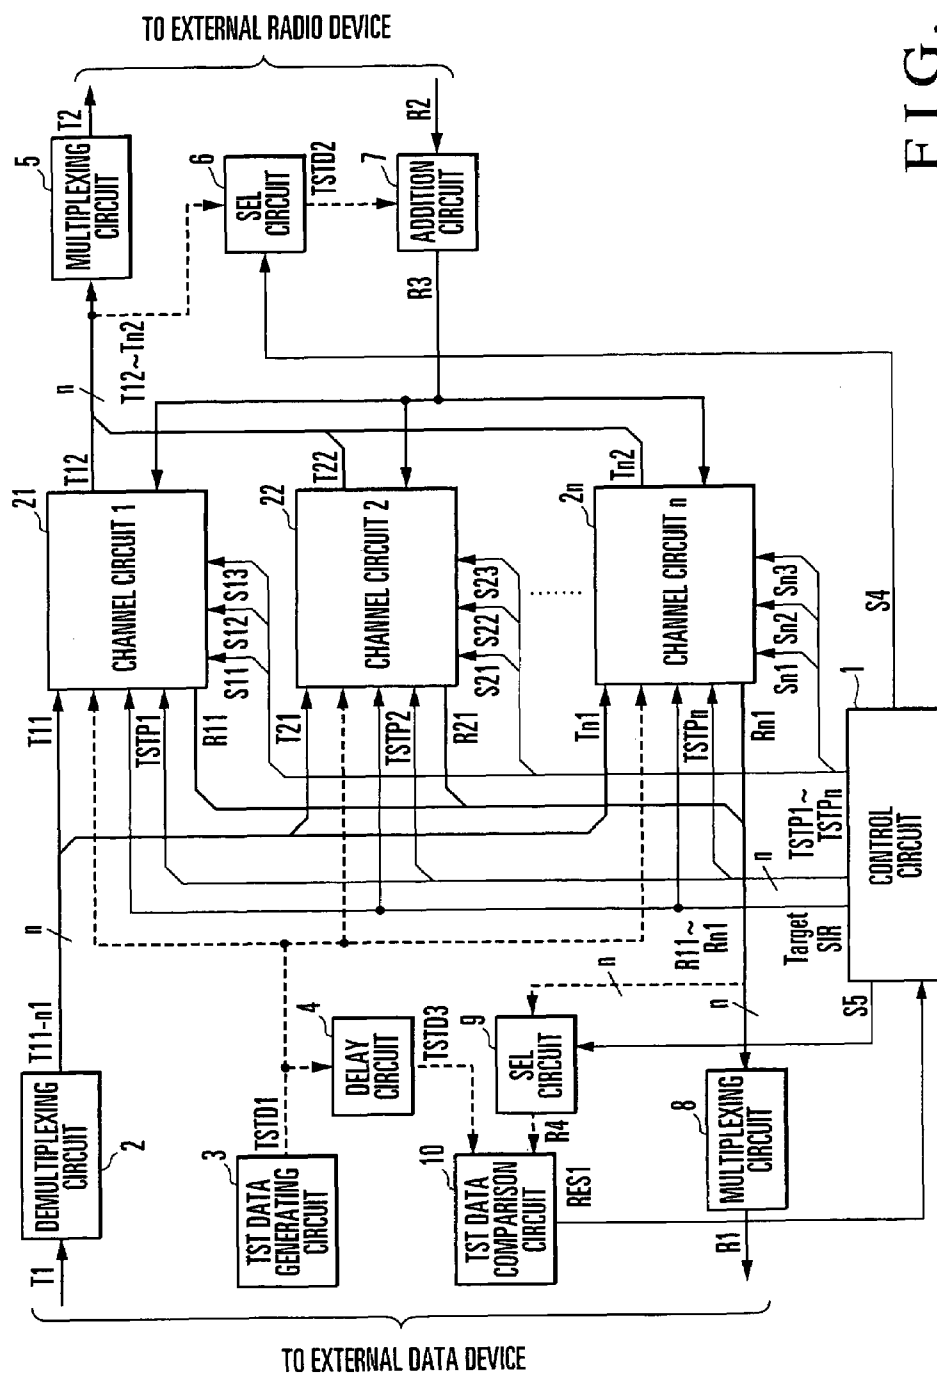 TO EXTERNAL RADIO DEVICE
T2
5
MULTIPLEXING
CIRCUIT
6
SEL
CIRCUIT
TSTD2
7
ADDITION
CIRCUIT
R2
R3
n
T12~Tn2
T12
T22
Tn2
21
CHANNEL CIRCUIT 1
22
CHANNEL CIRCUIT 2
2n
CHANNEL CIRCUIT n
S11
S12
S13
S21
S22
S23
Sn1
Sn2
Sn3
S4
T11
TSTP1
R11
T21
TSTP2
R21
Tn1
TSTPn
Rn1
1
CONTROL
CIRCUIT
TSTP1~
TSTPn
n
Target
SIR
S5
n
T11-n1
R11~
Rn1
n
n
DEMULTIPLEXING
CIRCUIT
2
T1
3
TST DATA
GENERATING
CIRCUIT
TSTD1
4
DELAY
CIRCUIT
TSTD3
9
SEL
CIRCUIT
R4
10
TST DATA
COMPARISON
CIRCUIT
RES1
8
MULTIPLEXING
CIRCUIT
R1
TO EXTERNAL DATA DEVICE
FIG.